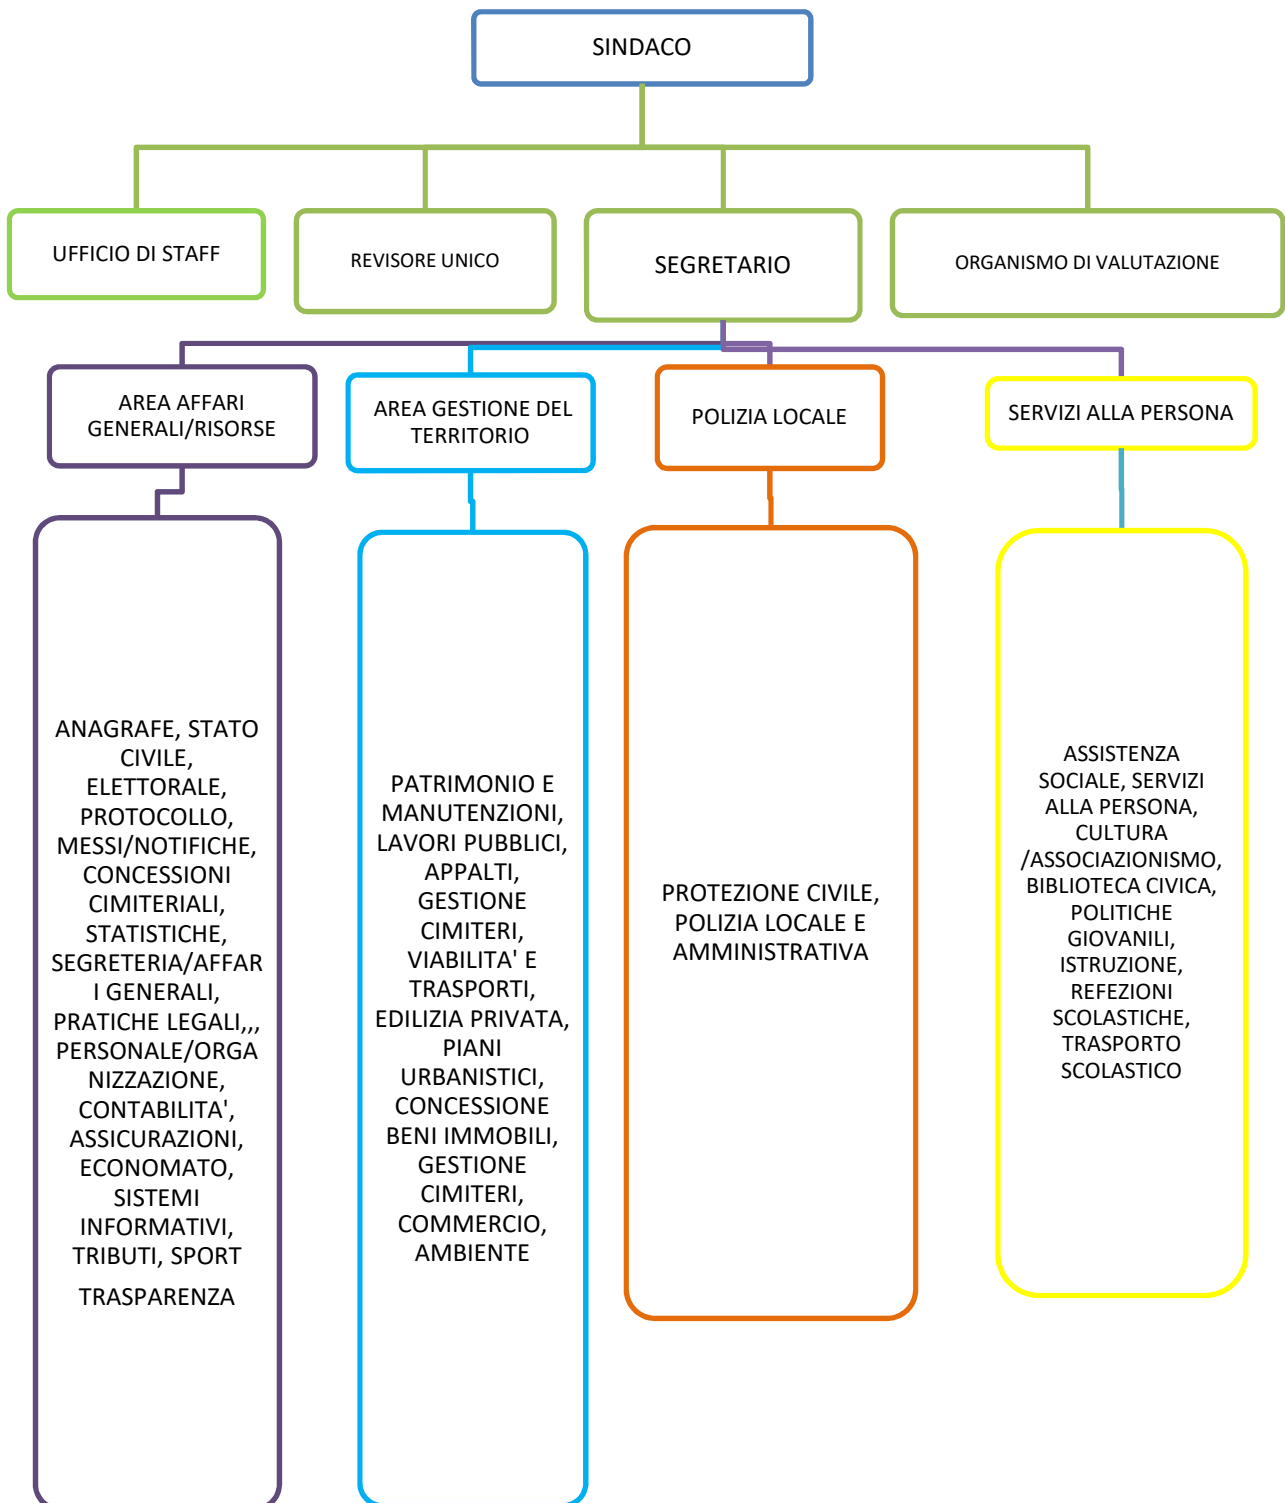 SINDACO
UFFICIO DI STAFF
REVISORE UNICO
SEGRETARIO
ORGANISMO DI VALUTAZIONE
AREA AFFARI
GENERALI/RISORSE
AREA GESTIONE DEL
TERRITORIO
POLIZIA LOCALE
SERVIZI ALLA PERSONA
ANAGRAFE, STATO
CIVILE,
ELETTORALE,
PROTOCOLLO,
MESSI/NOTIFICHE,
CONCESSIONI
CIMITERIALI,
STATISTICHE,
SEGRETERIA/AFFAR
I GENERALI,
PRATICHE LEGALI,,,
PERSONALE/ORGA
NIZZAZIONE,
CONTABILITA',
ASSICURAZIONI,
ECONOMATO,
SISTEMI
INFORMATIVI,
TRIBUTI, SPORT
TRASPARENZA
PATRIMONIO E
MANUTENZIONI,
LAVORI PUBBLICI,
APPALTI,
GESTIONE
CIMITERI,
VIABILITA' E
TRASPORTI,
EDILIZIA PRIVATA,
PIANI
URBANISTICI,
CONCESSIONE
BENI IMMOBILI,
GESTIONE
CIMITERI,
COMMERCIO,
AMBIENTE
PROTEZIONE CIVILE,
POLIZIA LOCALE E
AMMINISTRATIVA
ASSISTENZA
SOCIALE, SERVIZI
ALLA PERSONA,
CULTURA
/ASSOCIAZIONISMO,
BIBLIOTECA CIVICA,
POLITICHE
GIOVANILI,
ISTRUZIONE,
REFEZIONI
SCOLASTICHE,
TRASPORTO
SCOLASTICO